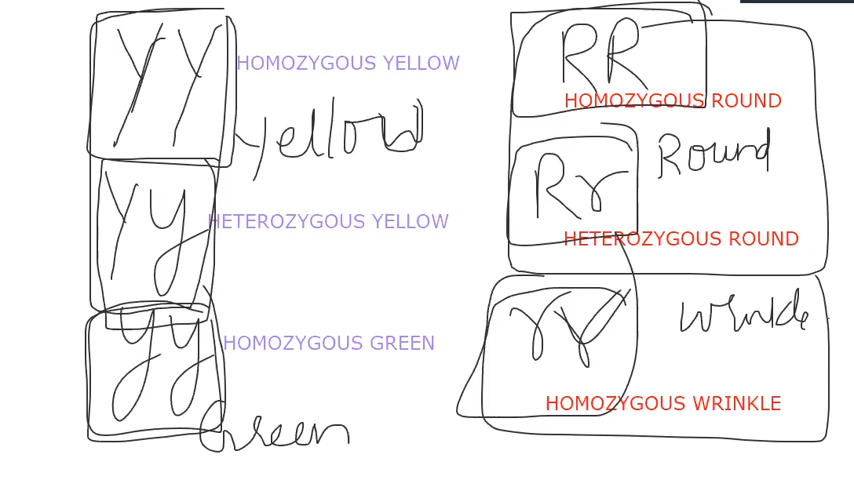 YY
HOMOZYGOUS YELLOW
Yellow
Yy
HETEROZYGOUS YELLOW
yy
HOMOZYGOUS GREEN
Green
RR
HOMOZYGOUS ROUND
Round
Rr
HETEROZYGOUS ROUND
rr
Wrinkle
HOMOZYGOUS WRINKLE